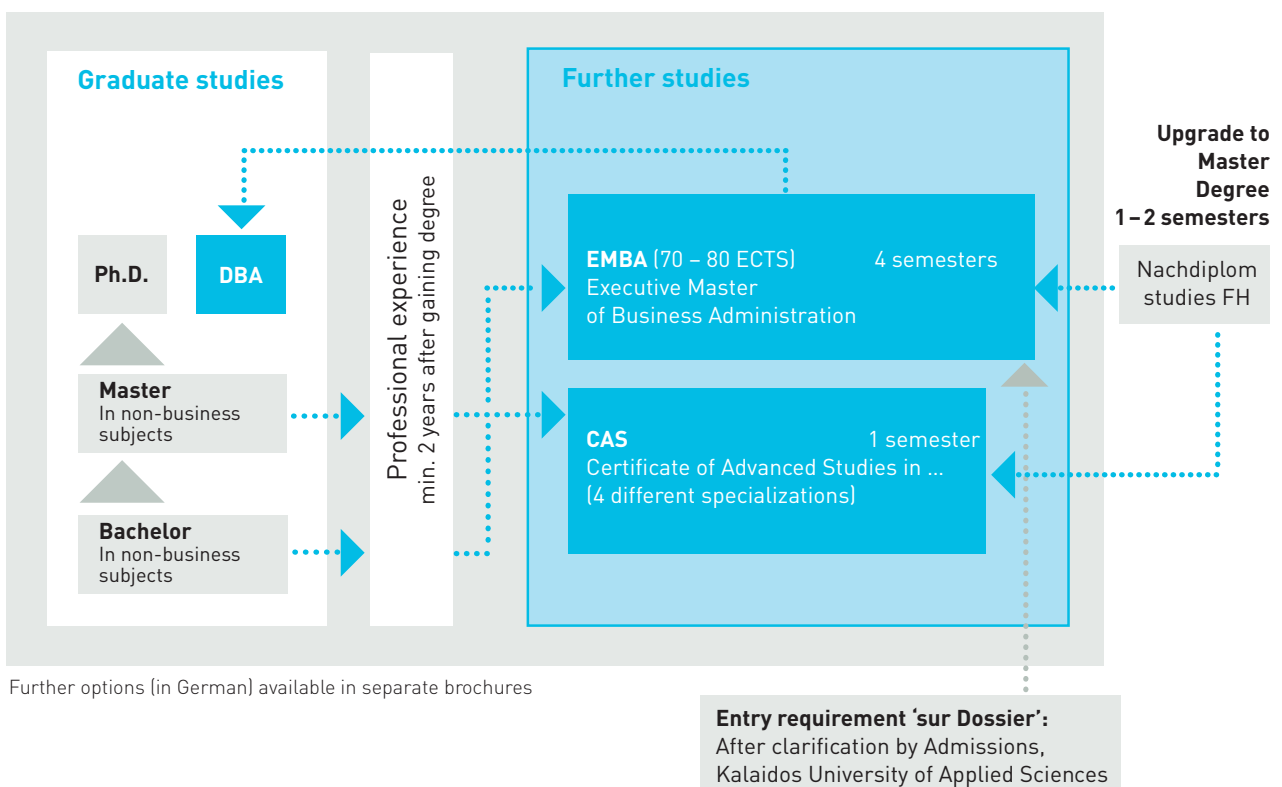 Graduate studies
Ph.D.
DBA
Master
In non-business
subjects
Bachelor
In non-business
subjects
Professional experience
min. 2 years after gaining degree
Further studies
EMBA (70 – 80 ECTS) 4 semesters
Executive Master
of Business Administration
CAS 1 semester
Certificate of Advanced Studies in ...
(4 different specializations)
Upgrade to
Master
Degree
1 – 2 semesters
Nachdiplom
studies FH
Further options (in German) available in separate brochures
Entry requirement ‘sur Dossier’:
After clarification by Admissions,
Kalaidos University of Applied Sciences